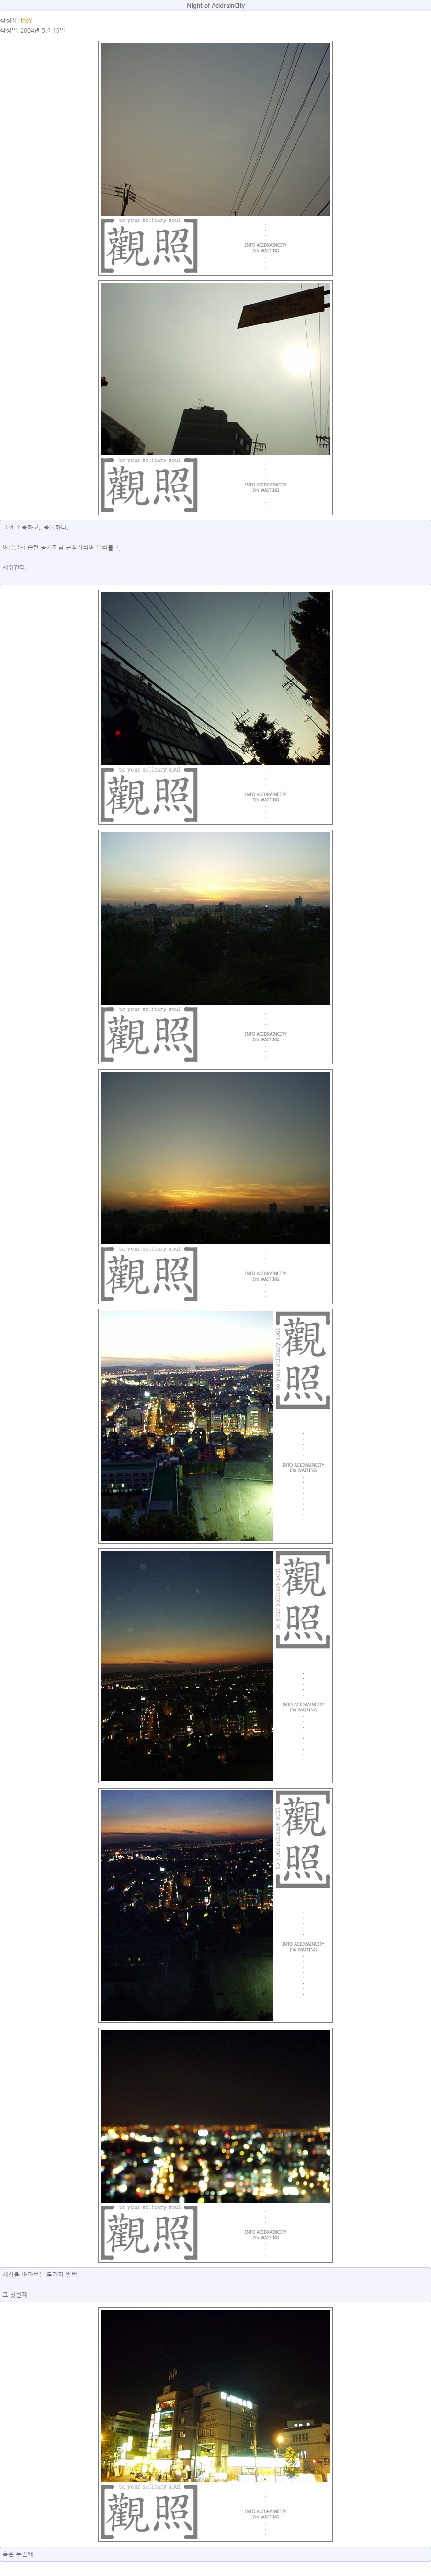 Night of AcidrainCity
작성자: theY
작성일: 2004년 5월 16일
to your solitary soul
觀照
INTO ACIDRAINCITY
I'm WAITING
to your solitary soul
觀照
INTO ACIDRAINCITY
I'm WAITING
그건 조용하고.. 음울하다.
여름날의 습한 공기처럼 끈적거리며 달라붙고,
채워간다.
to your solitary soul
觀照
INTO ACIDRAINCITY
I'm WAITING
to your solitary soul
觀照
INTO ACIDRAINCITY
I'm WAITING
to your solitary soul
觀照
INTO ACIDRAINCITY
I'm WAITING
to your solitary soul
觀照
INTO ACIDRAINCITY
I'm WAITING
to your solitary soul
觀照
INTO ACIDRAINCITY
I'm WAITING
to your solitary soul
觀照
INTO ACIDRAINCITY
I'm WAITING
to your solitary soul
觀照
INTO ACIDRAINCITY
I'm WAITING
세상을 바라보는 두가지 방법
그 첫번째
to your solitary soul
觀照
INTO ACIDRAINCITY
I'm WAITING
혹은 두번째